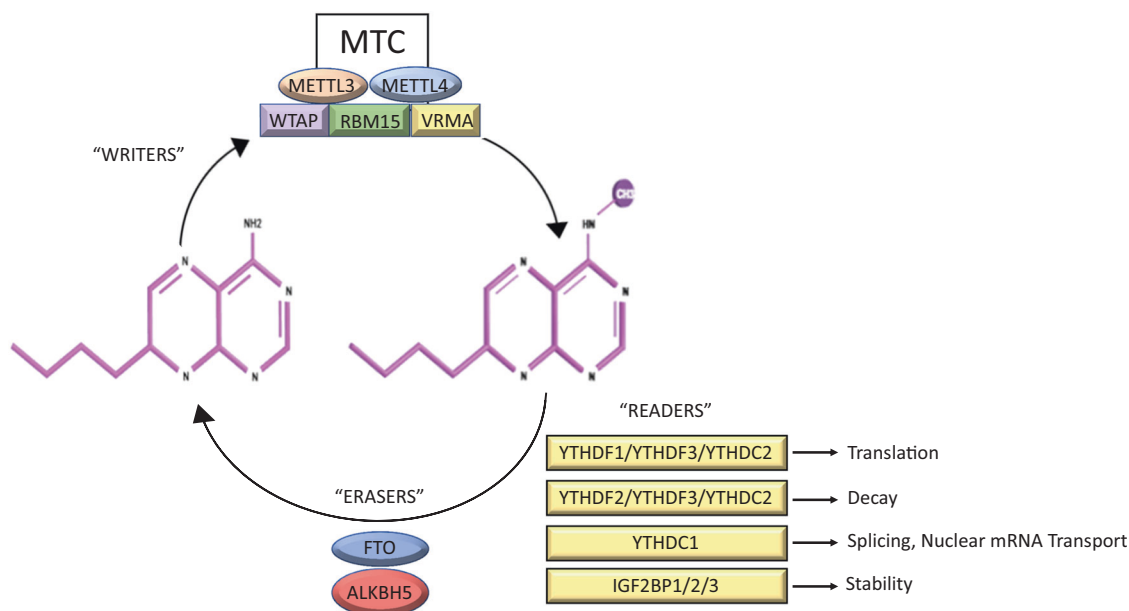 MTC
METTL3 METTL4
WTAP RBM15 VRMA
“WRITERS”
CH3
NH2
HN
N
N
N
N
N
N
N
N
“READERS”
YTHDF1/YTHDF3/YTHDC2 Translation
“ERASERS”
YTHDF2/YTHDF3/YTHDC2 Decay
FTO
YTHDC1 Splicing, Nuclear mRNA Transport
ALKBH5
IGF2BP1/2/3 Stability